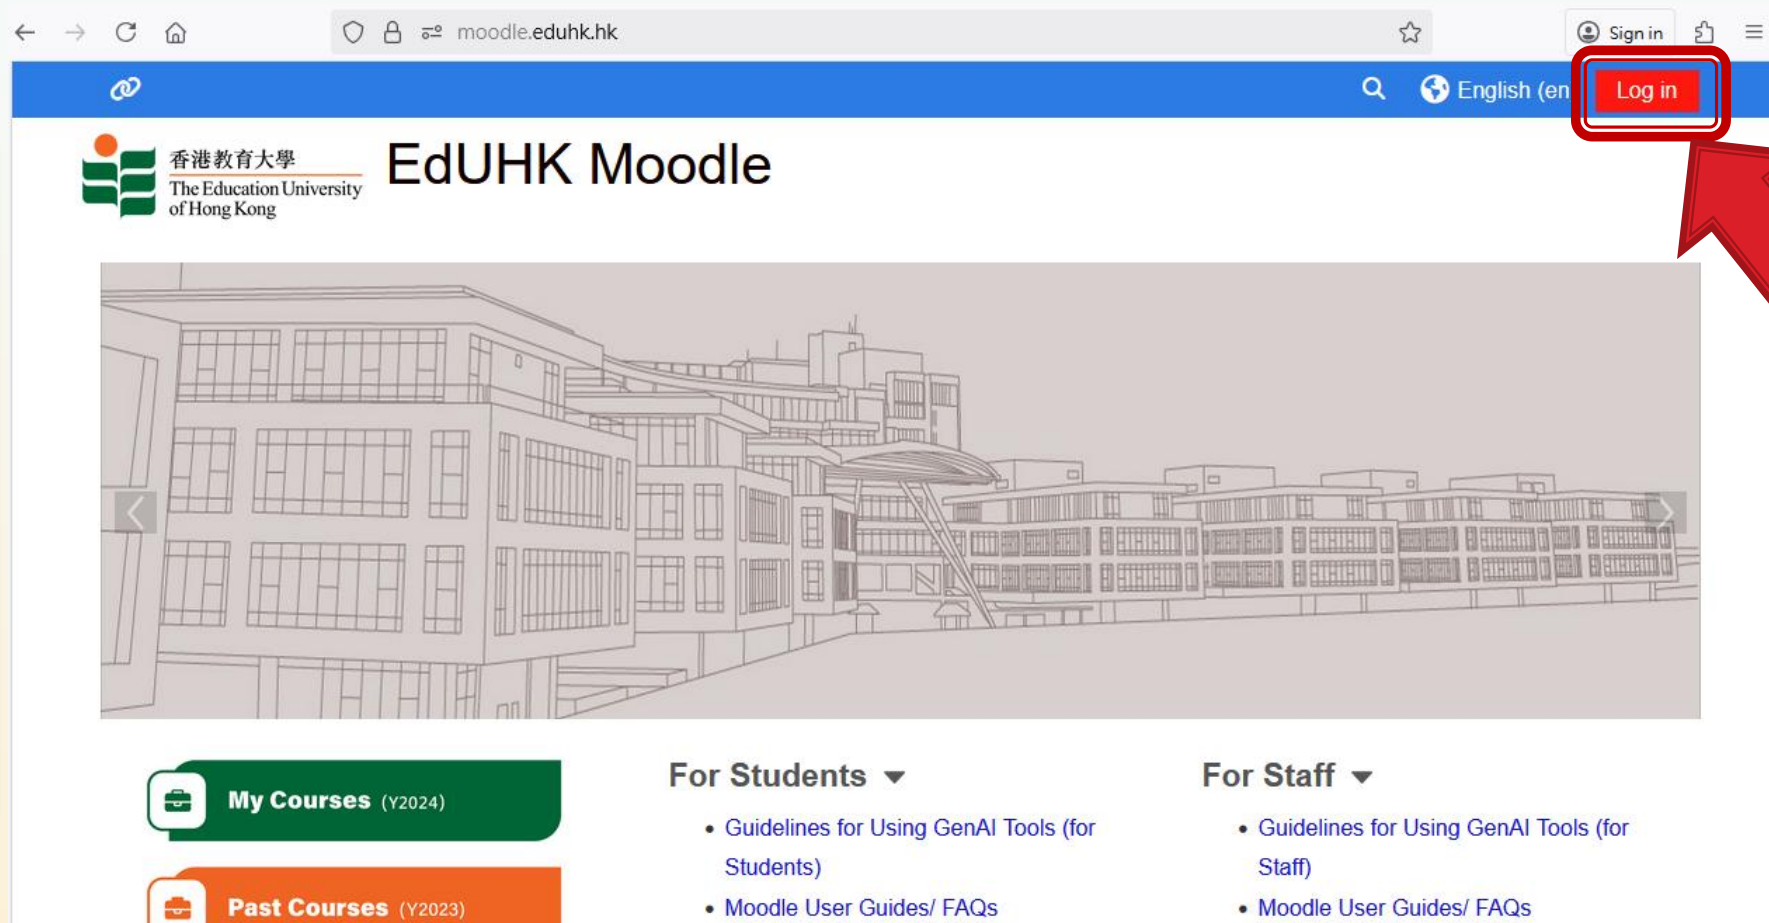 moodle.eduhk.hk
Sign in
English (en
Log in
香港教育大學
The Education University
of Hong Kong
EdUHK Moodle
My Courses (Y2024)
Past Courses (Y2023)
For Students
Guidelines for Using GenAI Tools (for
Students)
Moodle User Guides/ FAQs
For Staff
Guidelines for Using GenAI Tools (for
Staff)
Moodle User Guides/ FAQs